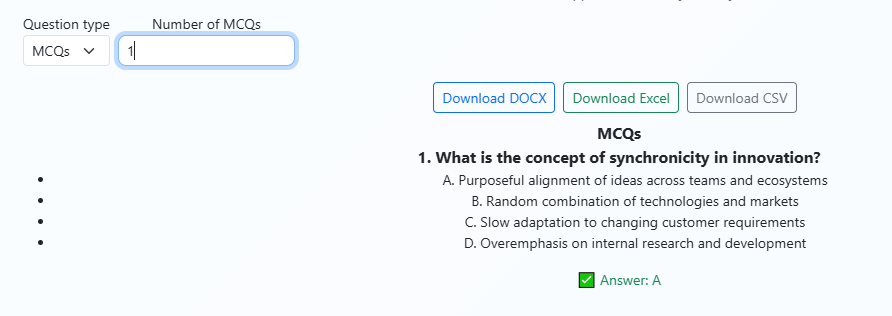 Question type Number of MCQs
MCQs 1
Download DOCX Download Excel Download CSV
MCQs
1. What is the concept of synchronicity in innovation?
A. Purposeful alignment of ideas across teams and ecosystems
B. Random combination of technologies and markets
C. Slow adaptation to changing customer requirements
D. Overemphasis on internal research and development
✅ Answer: A